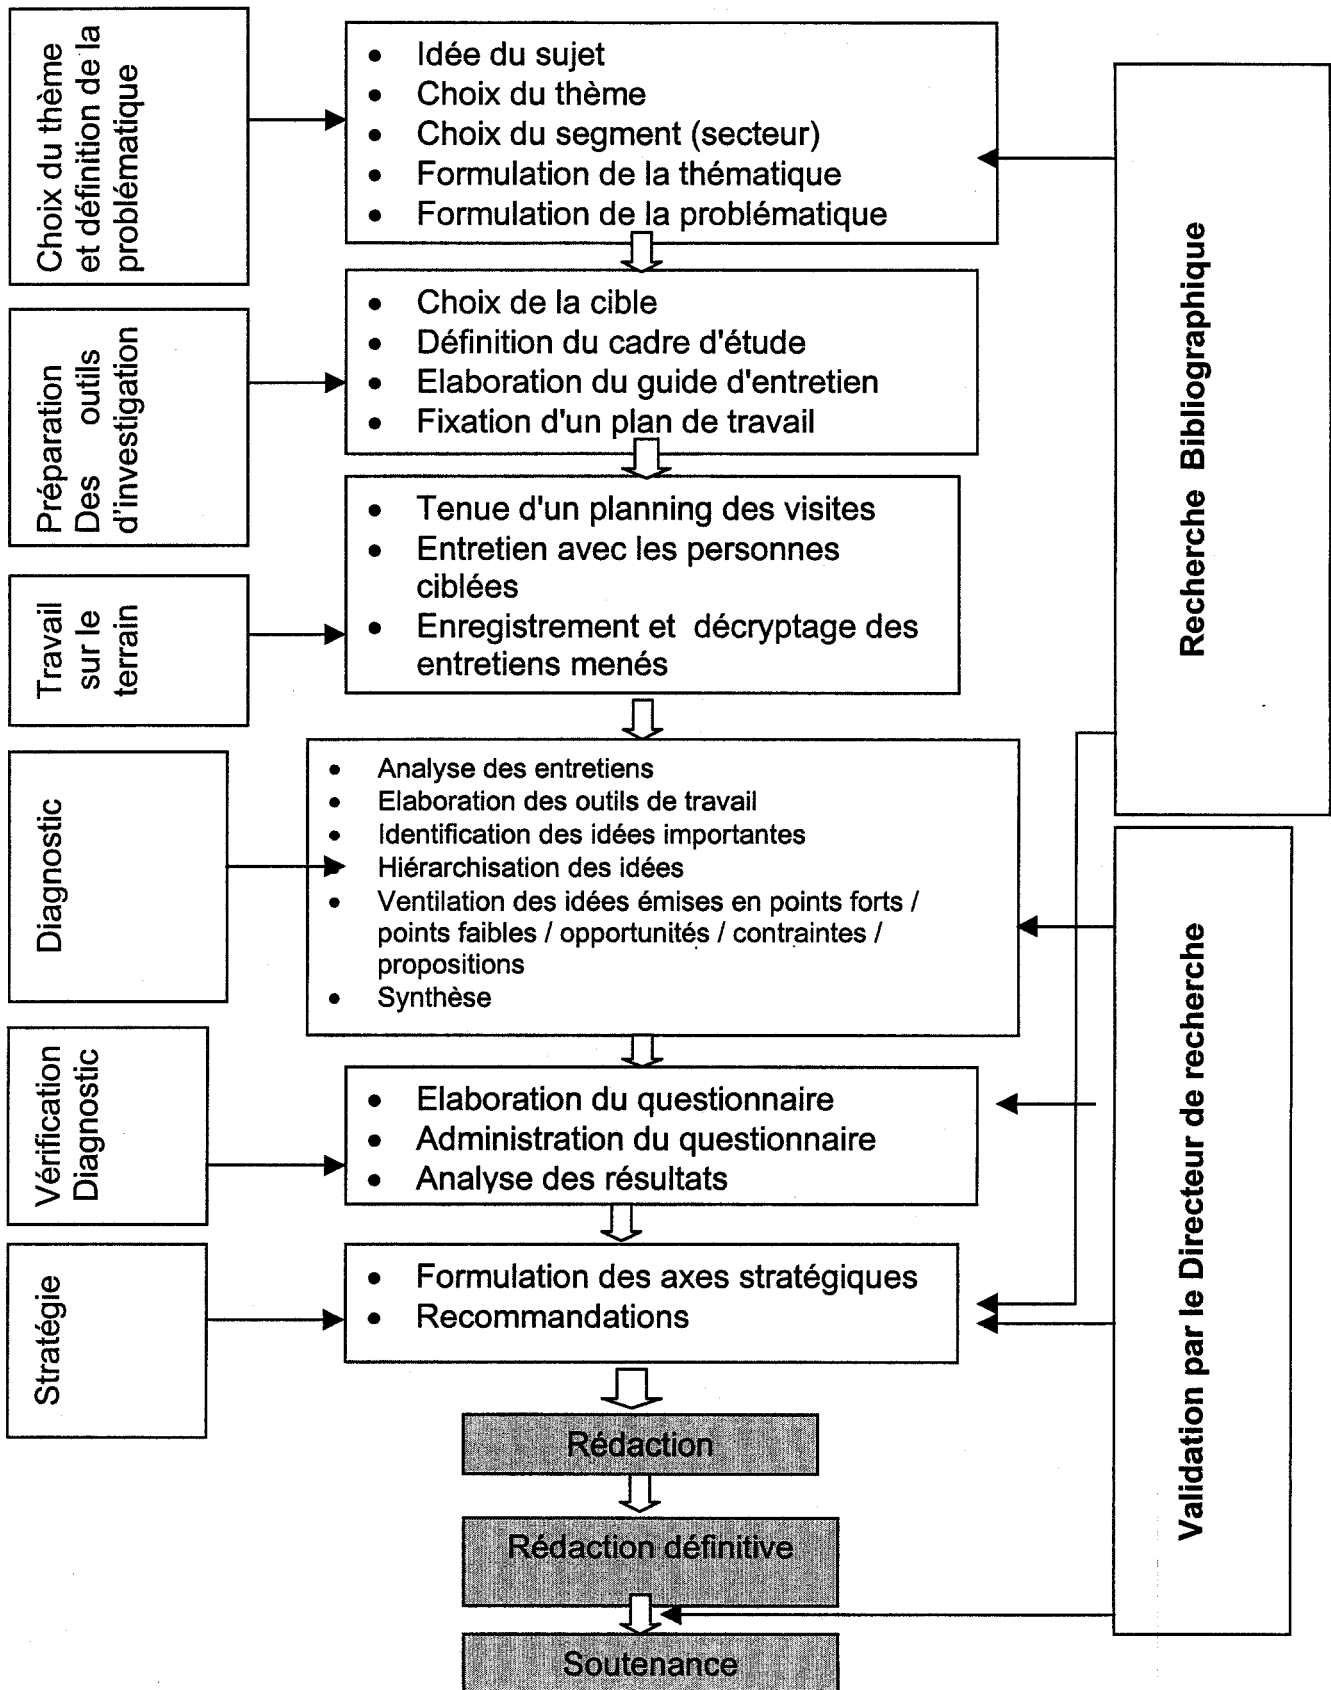 Choix du thème
et définition de la
problématique
• Idée du sujet
• Choix du thème
• Choix du segment (secteur)
• Formulation de la thématique
• Formulation de la problématique
Préparation
Des outils
d'investigation
• Choix de la cible
• Définition du cadre d'étude
• Elaboration du guide d'entretien
• Fixation d'un plan de travail
Travail
sur le
terrain
• Tenue d'un planning des visites
• Entretien avec les personnes
ciblées
• Enregistrement et décryptage des
entretiens menés
Diagnostic
• Analyse des entretiens
• Elaboration des outils de travail
• Identification des idées importantes
• Hiérarchisation des idées
• Ventilation des idées émises en points forts /
points faibles / opportunités / contraintes /
propositions
• Synthèse
Vérification
Diagnostic
• Elaboration du questionnaire
• Administration du questionnaire
• Analyse des résultats
Stratégie
• Formulation des axes stratégiques
• Recommandations
Rédaction
Rédaction définitive
Soutenance
Recherche Bibliographique
Validation par le Directeur de recherche